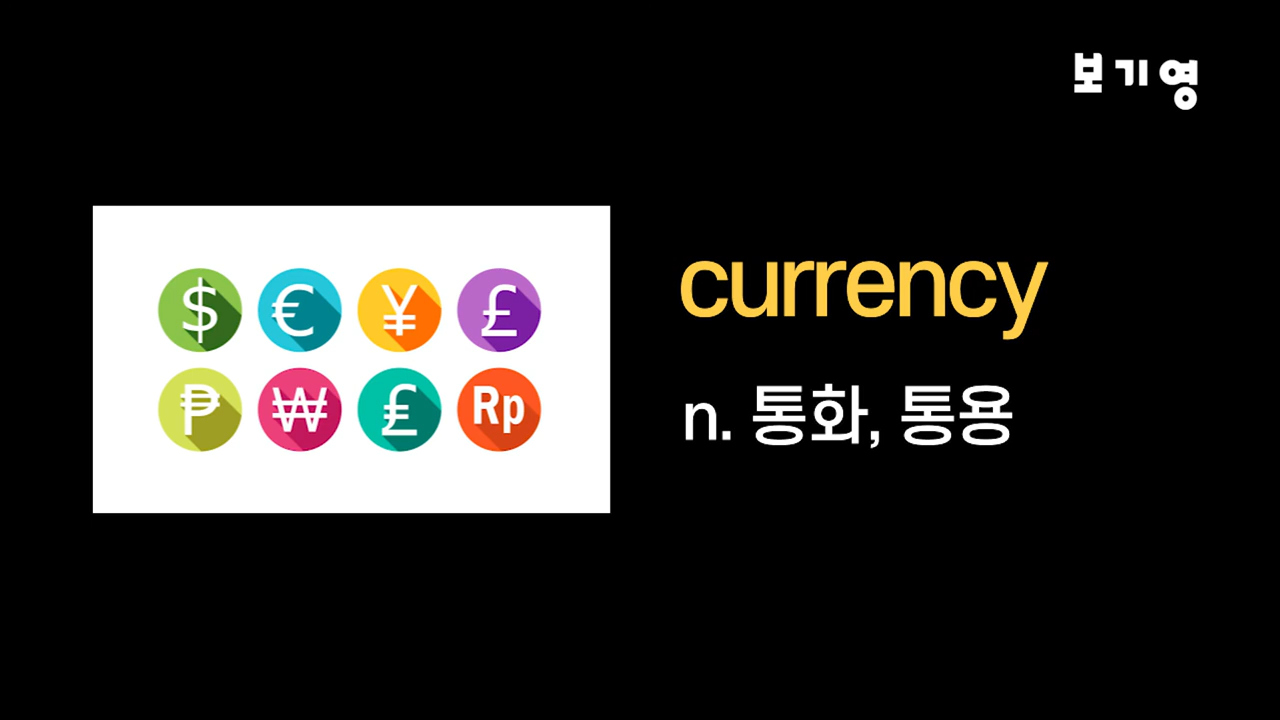 보기영
$ € ¥ £
₱ ₩ ₤ Rp
currency
n. 통화, 통용